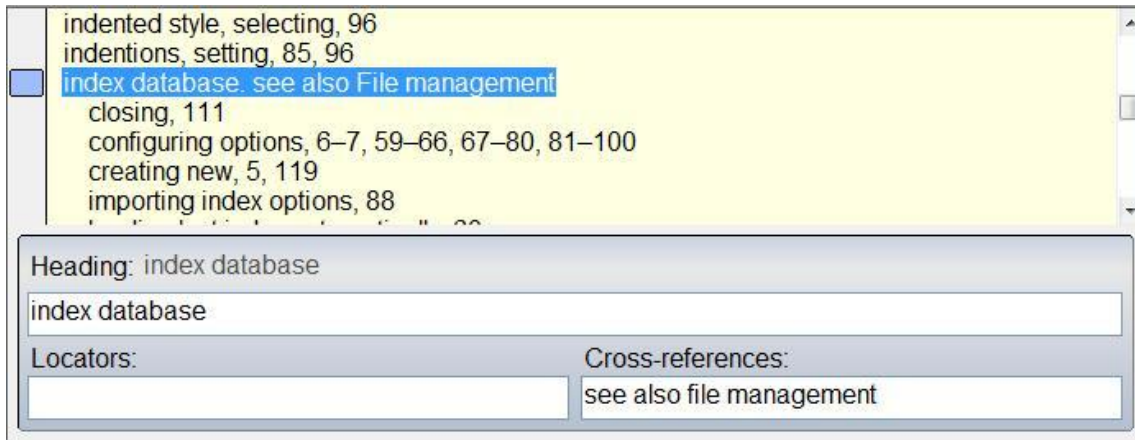 indented style, selecting, 96
indentions, setting, 85, 96
index database. see also File management
closing, 111
configuring options, 6–7, 59–66, 67–80, 81–100
creating new, 5, 119
importing index options, 88
Heading: index database
index database
Locators:
Cross-references:
see also file management